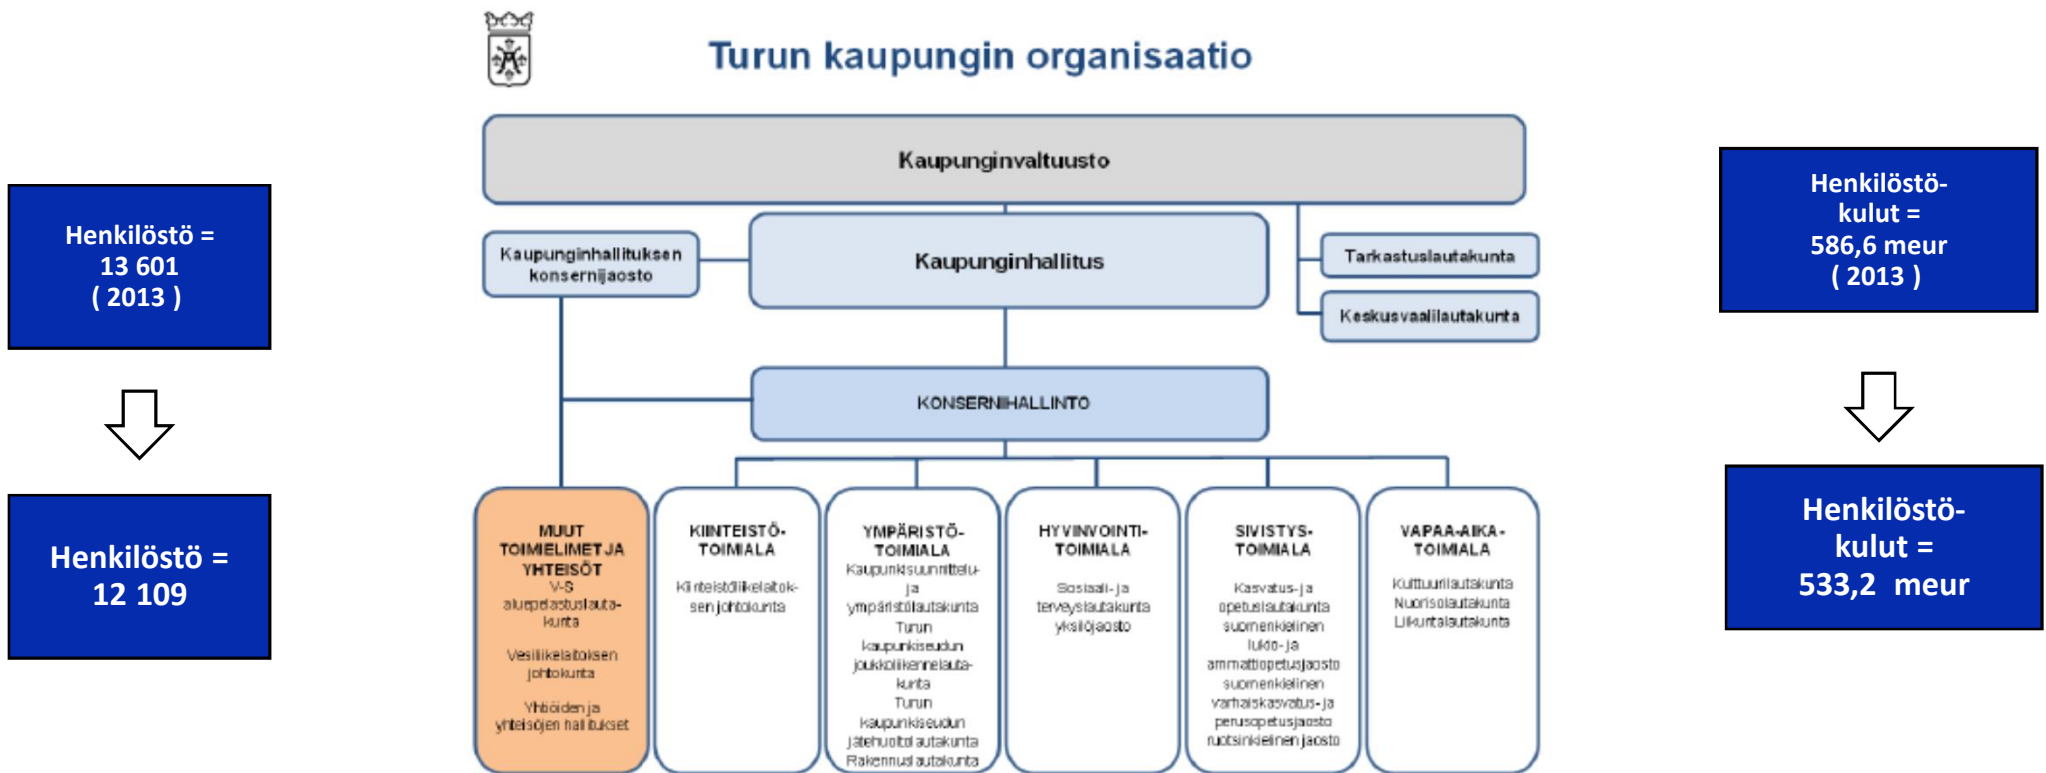 Turun kaupungin organisaatio
Kaupunginvaltuusto
Henkilöstö =
13 601
( 2013 )
Henkilöstö =
12 109
Kaupunginhallituksen
konsernijaosto
Kaupunginhallitus
Tarkastuslautakunta
Keskusvaalilautakunta
KONSERNIHALLINTO
MUUT
TOIMIELIMET JA
YHTEISÖT
V-S
aluepelastuslauta-
kunta
Vesiliikelaitoksen
johtokunta
Yhtiöiden ja
yhteisöjen hallitukset
KIINTEISTÖ-
TOIMIALA
Kiinteistöliikelaitok-
sen johtokunta
YMPÄRISTÖ-
TOIMIALA
Kaupunkisuunnittelu-
ja
ympäristölautakunta
Turun
kaupunkiseudun
joukkoliikennelauta-
kunta
Turun
kaupunkiseudun
jätehuoltolautakunta
Rakennuslautakunta
HYVINVOINTI-
TOIMIALA
Sosiaali- ja
terveyslautakunta
yksilöjaosto
SIVISTYS-
TOIMIALA
Kasvatus- ja
opetuslautakunta
suomenkielinen
lukio- ja
ammattiopetusjaosto
suomenkielinen
varhaiskasvatus- ja
perusopetusjaosto
ruotsinkielinen jaosto
VAPAA-AIKA-
TOIMIALA
Kulttuurilautakunta
Nuorisolautakunta
Liikuntalautakunta
Henkilöstö-
kulut =
586,6 meur
( 2013 )
Henkilöstö-
kulut =
533,2 meur